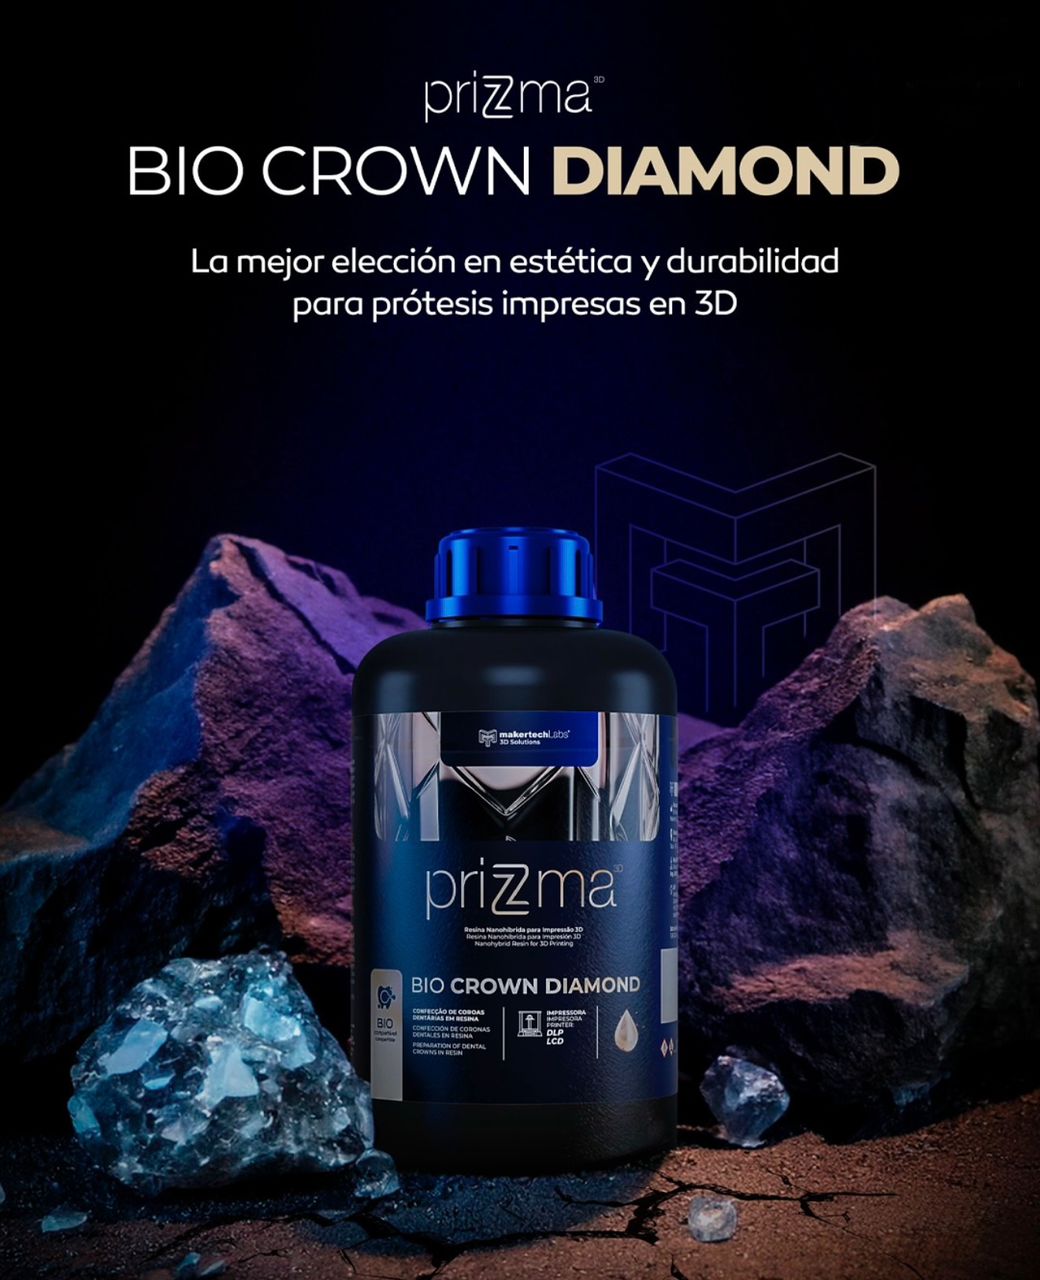 prizma 3D
BIO CROWN DIAMOND
La mejor elección en estética y durabilidad
para prótesis impresas en 3D
makertechLabs
3D Solutions
prizma 3D
Resina Nanohíbrida para Impressão 3D
Resina Nanohíbrida para Impresión 3D
Nanohybrid Resin for 3D Printing
BIO CROWN DIAMOND
BIO
compatível
compatible
CONFECÇÃO DE COROAS
DENTÁRIAS EM RESINA
CONFECCIÓN DE CORONAS
DENTALES EN RESINA
PREPARATION OF DENTAL
CROWNS IN RESIN
IMPRESSORA
IMPRESORA
PRINTER:
DLP
LCD